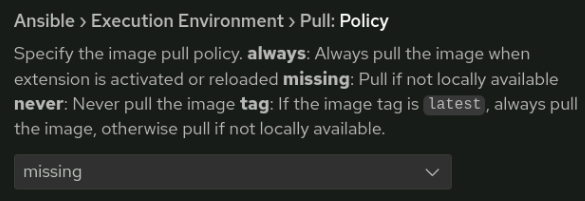 Ansible › Execution Environment › Pull: Policy
Specify the image pull policy. always: Always pull the image when
extension is activated or reloaded missing: Pull if not locally available
never: Never pull the image tag: If the image tag is latest, always pull
the image, otherwise pull if not locally available.
missing